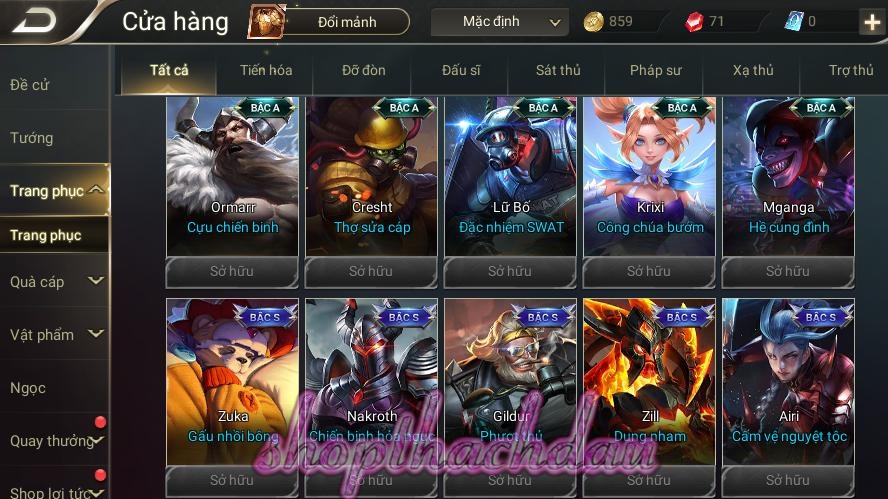 Cửa hàng
Đổi mảnh
Mặc định
859
71
0
Đề cử
Tướng
Trang phục
Trang phục
Quà cáp
Vật phẩm
Ngọc
Quay thưởng
Shop lợi tức
Tất cả
Tiến hóa
Đỡ đòn
Đấu sĩ
Sát thủ
Pháp sư
Xạ thủ
Trợ thủ
BẬC A
Ormarr
Cựu chiến binh
Sở hữu
BẬC A
Cresht
Thợ sửa cáp
Sở hữu
BẬC A
Lữ Bố
Đặc nhiệm SWAT
Sở hữu
BẬC A
Krixi
Công chúa bướm
Sở hữu
BẬC A
Mganga
Hề cung đình
Sở hữu
BẬC S
Zuka
Gấu nhồi bông
Sở hữu
BẬC S
Nakroth
Chiến binh hỏa ngục
Sở hữu
BẬC S
Gildur
Phượt thủ
Sở hữu
BẬC S
Zill
Dung nham
Sở hữu
BẬC S
Airi
Cấm vệ nguyệt tộc
Sở hữu
shoplhachdau